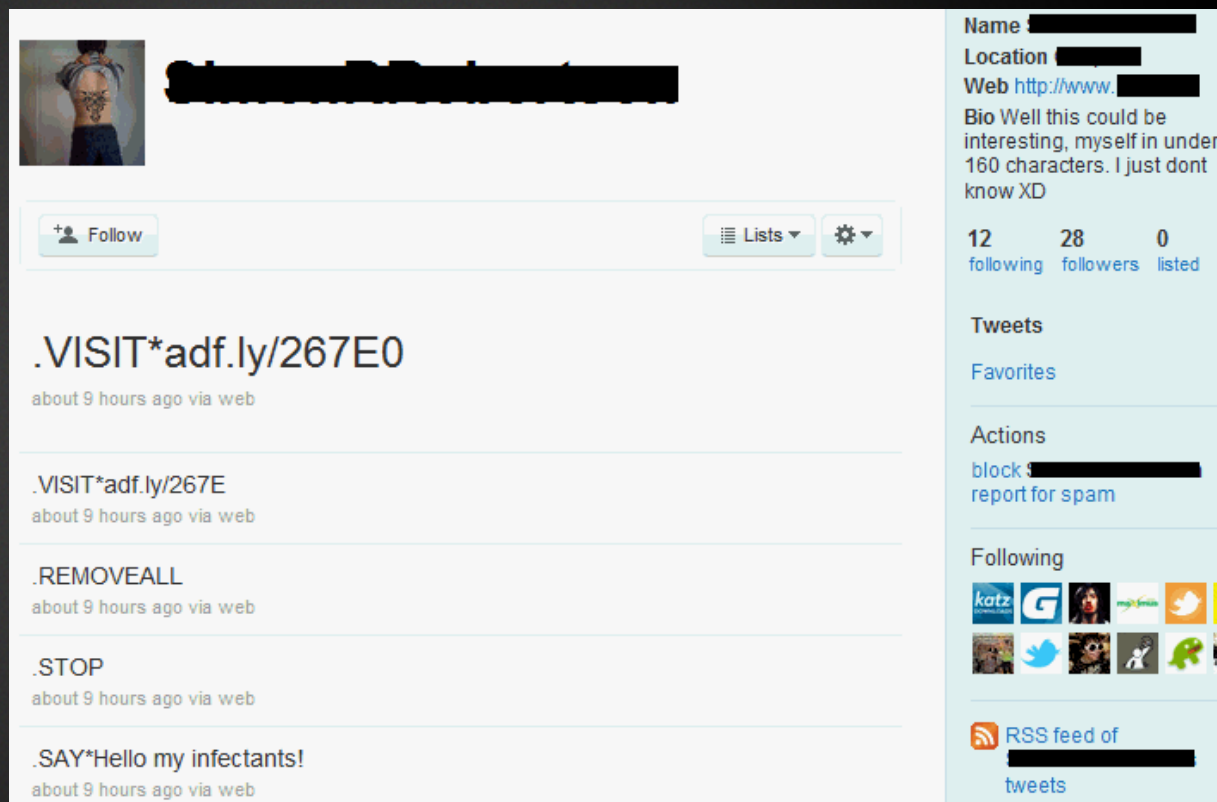 Follow
Lists
.VISIT*adf.ly/267E0
about 9 hours ago via web
.VISIT*adf.ly/267E
about 9 hours ago via web
.REMOVEALL
about 9 hours ago via web
.STOP
about 9 hours ago via web
.SAY*Hello my infectants!
about 9 hours ago via web
Name
Location
Web http://www.
Bio Well this could be
interesting, myself in under
160 characters. I just dont
know XD
12 28 0
following followers listed
Tweets
Favorites
Actions
block
report for spam
Following
katz
G
RSS feed of
tweets